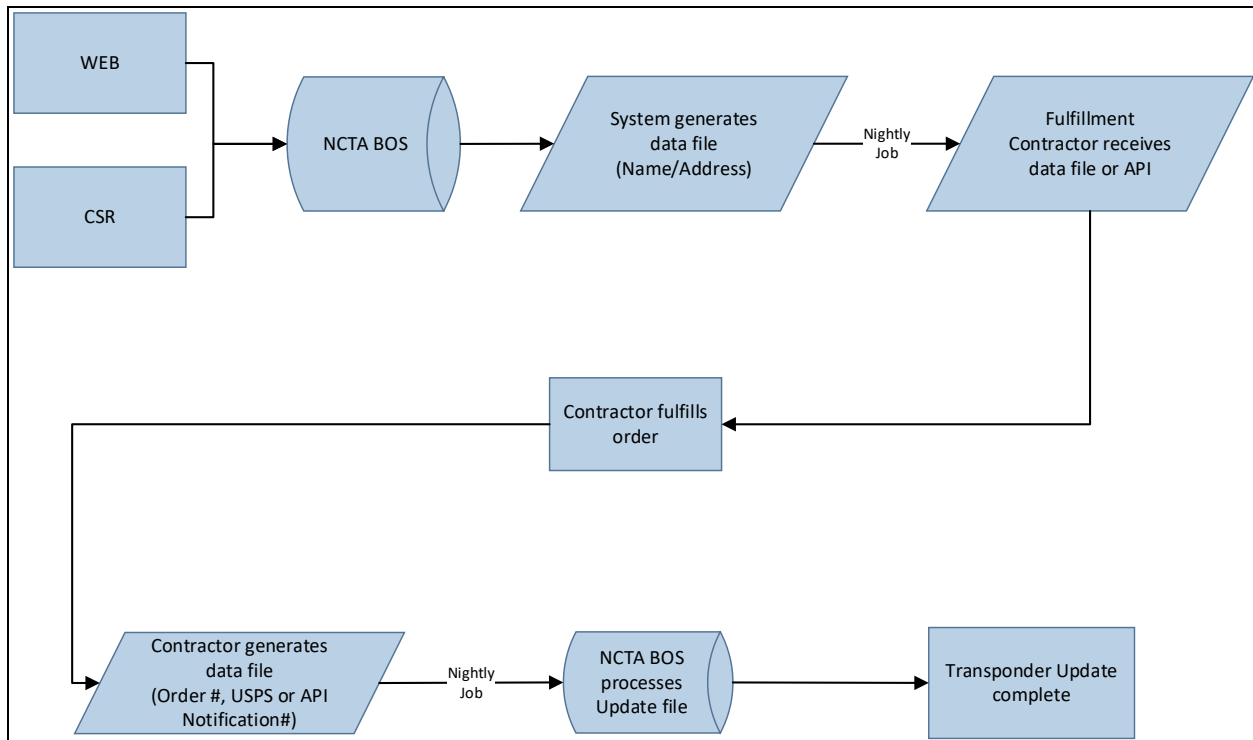 WEB
CSR
NCTA BOS
System generates
data file
(Name/Address)
Nightly
Job
Fulfillment
Contractor receives
data file or API
Contractor fulfills
order
Contractor generates
data file
(Order #, USPS or API
Notification#)
Nightly
Job
NCTA BOS
processes
Update file
Transponder Update
complete